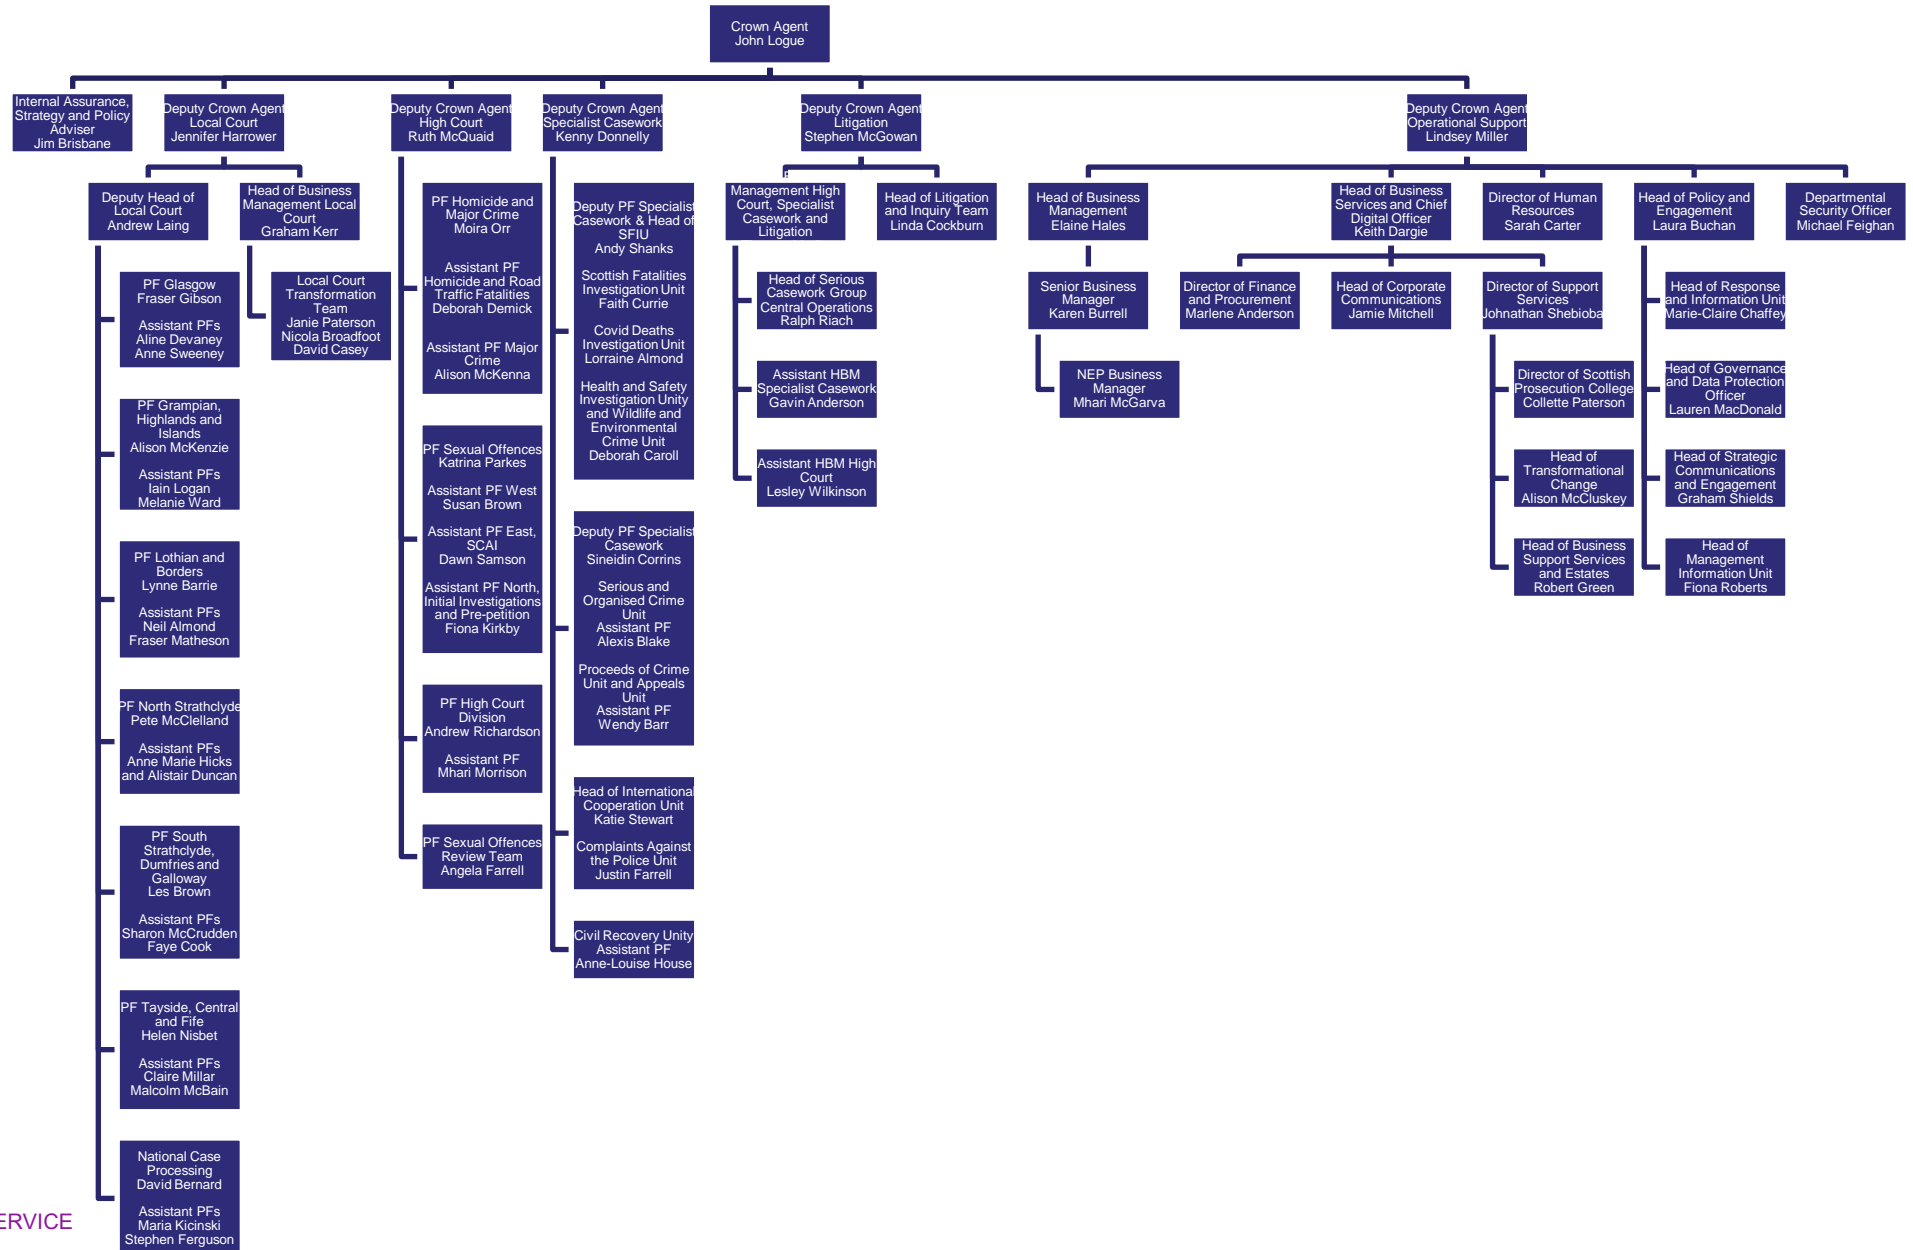 Crown Agent
John Logue
Internal Assurance,
Strategy and Policy
Adviser
Jim Brisbane
Deputy Crown Agent
Local Court
Jennifer Harrower
Deputy Crown Agent
High Court
Ruth McQuaid
Deputy Crown Agent
Specialist Casework
Kenny Donnelly
Deputy Crown Agent
Litigation
Stephen McGowan
Deputy Crown Agent
Operational Support
Lindsey Miller
Deputy Head of
Local Court
Andrew Laing
Head of Business
Management Local
Court
Graham Kerr
PF Glasgow
Fraser Gibson
Assistant PFs
Aline Devaney
Anne Sweeney
PF Grampian,
Highlands and
Islands
Alison McKenzie
Assistant PFs
Iain Logan
Melanie Ward
PF Lothian and
Borders
Lynne Barrie
Assistant PFs
Neil Almond
Fraser Matheson
PF North Strathclyde
Pete McClelland
Assistant PFs
Anne Marie Hicks
and Alistair Duncan
PF South
Strathclyde,
Dumfries and
Galloway
Les Brown
Assistant PFs
Sharon McCrudden
Faye Cook
PF Tayside, Central
and Fife
Helen Nisbet
Assistant PFs
Claire Millar
Malcolm McBain
National Case
Processing
David Bernard
Assistant PFs
Maria Kicinski
Stephen Ferguson
Local Court
Transformation
Team
Janie Paterson
Nicola Broadfoot
David Casey
PF Homicide and
Major Crime
Moira Orr
Assistant PF
Homicide and Road
Traffic Fatalities
Deborah Demick
Assistant PF Major
Crime
Alison McKenna
PF Sexual Offences
Katrina Parkes
Assistant PF West
Susan Brown
Assistant PF East,
SCAI
Dawn Samson
Assistant PF North,
Initial Investigations
and Pre-petition
Fiona Kirkby
PF High Court
Division
Andrew Richardson
Assistant PF
Mhari Morrison
PF Sexual Offences
Review Team
Angela Farrell
Deputy PF Specialist
Casework & Head of
SFIU
Andy Shanks
Scottish Fatalities
Investigation Unit
Faith Currie
Covid Deaths
Investigation Unit
Lorraine Almond
Health and Safety
Investigation Unity
and Wildlife and
Environmental
Crime Unit
Deborah Caroll
Deputy PF Specialist
Casework
Sineidin Corrins
Serious and
Organised Crime
Unit
Assistant PF
Alexis Blake
Proceeds of Crime
Unit and Appeals
Unit
Assistant PF
Wendy Barr
Head of International
Cooperation Unit
Katie Stewart
Complaints Against
the Police Unit
Justin Farrell
Civil Recovery Unity
Assistant PF
Anne-Louise House
Management High
Court, Specialist
Casework and
Litigation
Head of Litigation
and Inquiry Team
Linda Cockburn
Head of Serious
Casework Group
Central Operations
Ralph Riach
Assistant HBM
Specialist Casework
Gavin Anderson
Assistant HBM High
Court
Lesley Wilkinson
Head of Business
Management
Elaine Hales
Senior Business
Manager
Karen Burrell
NEP Business
Manager
Mhari McGarva
Head of Business
Services and Chief
Digital Officer
Keith Dargie
Director of Finance
and Procurement
Marlene Anderson
Head of Corporate
Communications
Jamie Mitchell
Director of Support
Services
Johnathan Shebioba
Director of Scottish
Prosecution College
Collette Paterson
Head of
Transformational
Change
Alison McCluskey
Head of Business
Support Services
and Estates
Robert Green
Director of Human
Resources
Sarah Carter
Head of Policy and
Engagement
Laura Buchan
Head of Response
and Information Unit
Marie-Claire Chaffey
Head of Governance
and Data Protection
Officer
Lauren MacDonald
Head of Strategic
Communications
and Engagement
Graham Shields
Head of
Management
Information Unit
Fiona Roberts
Departmental
Security Officer
Michael Feighan
ERVICE